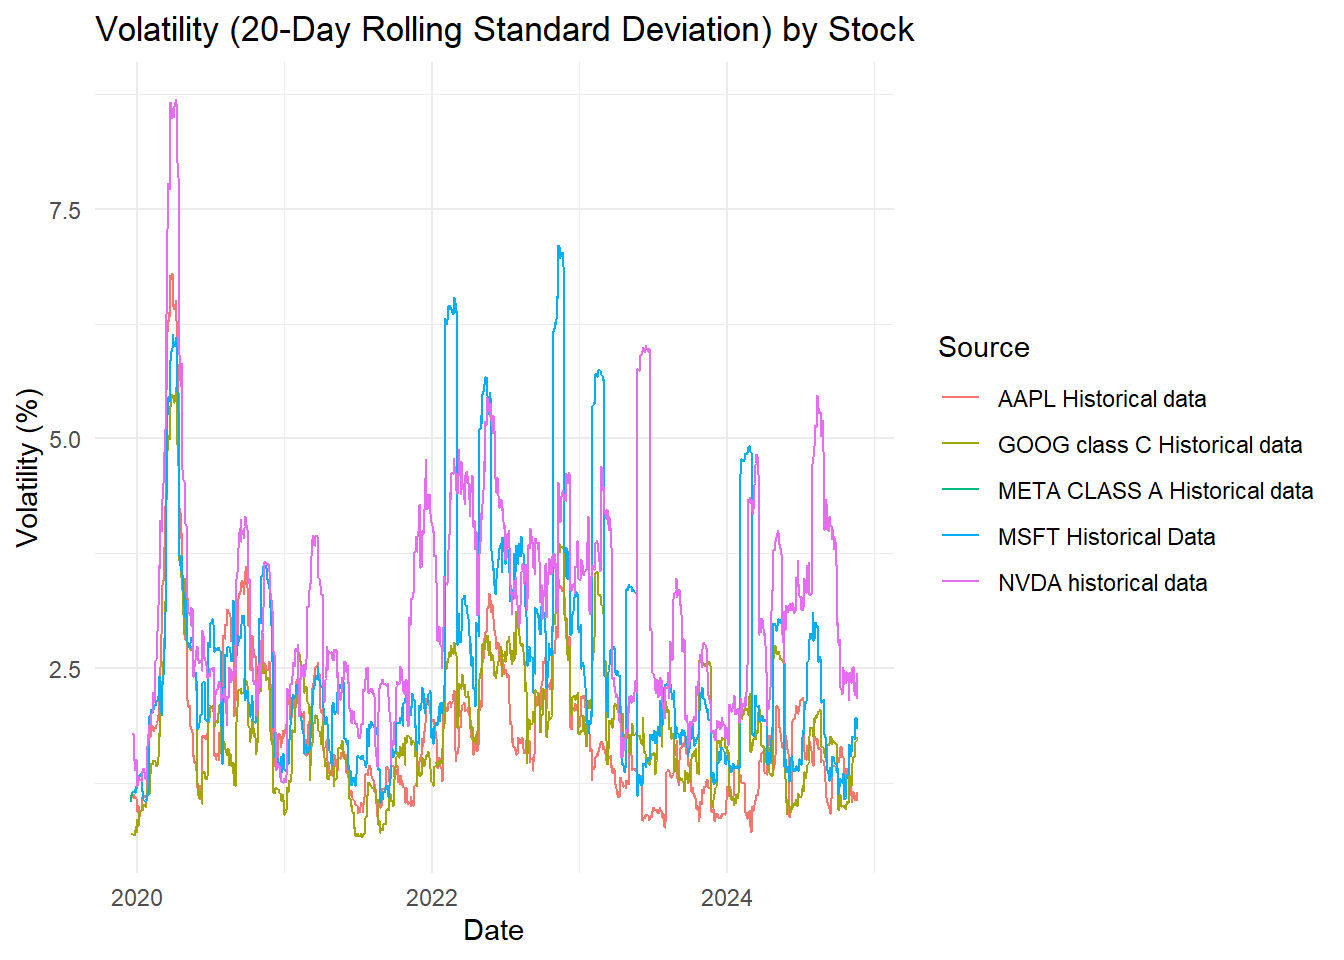 Volatility (20-Day Rolling Standard Deviation) by Stock
Volatility (%)
7.5
5.0
2.5
2020
2022
2024
Date
Source
AAPL Historical data
GOOG class C Historical data
META CLASS A Historical data
MSFT Historical Data
NVDA historical data